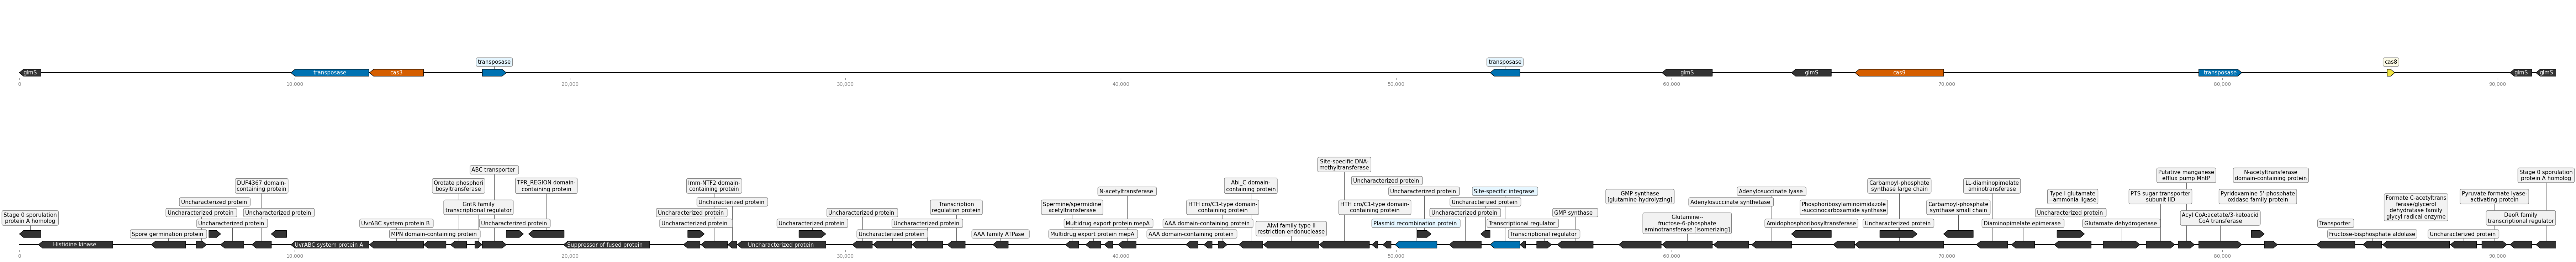 transposase
cas8
glmS
transposase
cas3
transposase
glmS
glmS
cas9
transposase
glmS
glmS
0
10,000
20,000
30,000
40,000
50,000
60,000
70,000
80,000
90,000
Site-specific DNA-
methyltransferase
ABC transporter
Putative manganese
efflux pump MntP
N-acetyltransferase
domain-containing protein
Stage 0 sporulation
protein A homolog
DUF4367 domain-
containing protein
Orotate phosphori
bosyltransferase
TPR_REGION domain-
containing protein
Imm-NTF2 domain-
containing protein
N-acetyltransferase
Abi_C domain-
containing protein
Uncharacterized protein
Uncharacterized protein
Site-specific integrase
GMP synthase
[glutamine-hydrolyzing]
Adenylosuccinate lyase
Carbamoyl-phosphate
synthase large chain
LL-diaminopimelate
aminotransferase
Type I glutamate
--ammonia ligase
PTS sugar transporter
subunit IID
Pyridoxamine 5'-phosphate
oxidase family protein
Formate C-acetyltrans
ferase/glycerol
dehydratase family
glycyl radical enzyme
Pyruvate formate lyase-
activating protein
Stage 0 sporulation
protein A homolog
Uncharacterized protein
Uncharacterized protein
Uncharacterized protein
GntR family
transcriptional regulator
Uncharacterized protein
Uncharacterized protein
Uncharacterized protein
Transcription
regulation protein
Spermine/spermidine
acetyltransferase
HTH cro/C1-type domain-
containing protein
HTH cro/C1-type domain-
containing protein
Uncharacterized protein
Uncharacterized protein
GMP synthase
Glutamine--
fructose-6-phosphate
aminotransferase [isomerizing]
Adenylosuccinate synthetase
Phosphoribosylaminoimidazole
-succinocarboxamide synthase
Carbamoyl-phosphate
synthase small chain
Uncharacterized protein
Acyl CoA:acetate/3-ketoacid
CoA transferase
DeoR family
transcriptional regulator
Spore germination protein
Uncharacterized protein
UvrABC system protein B
MPN domain-containing protein
Uncharacterized protein
Uncharacterized protein
Uncharacterized protein
Uncharacterized protein
Uncharacterized protein
AAA family ATPase
Multidrug export protein mepA
Multidrug export protein mepA
AAA domain-containing protein
AAA domain-containing protein
AlwI family type II
restriction endonuclease
Plasmid recombination protein
Transcriptional regulator
Transcriptional regulator
Amidophosphoribosyltransferase
Uncharacterized protein
Diaminopimelate epimerase
Glutamate dehydrogenase
Transporter
Fructose-bisphosphate aldolase
Uncharacterized protein
Histidine kinase
UvrABC system protein A
Suppressor of fused protein
Uncharacterized protein
0
10,000
20,000
30,000
40,000
50,000
60,000
70,000
80,000
90,000